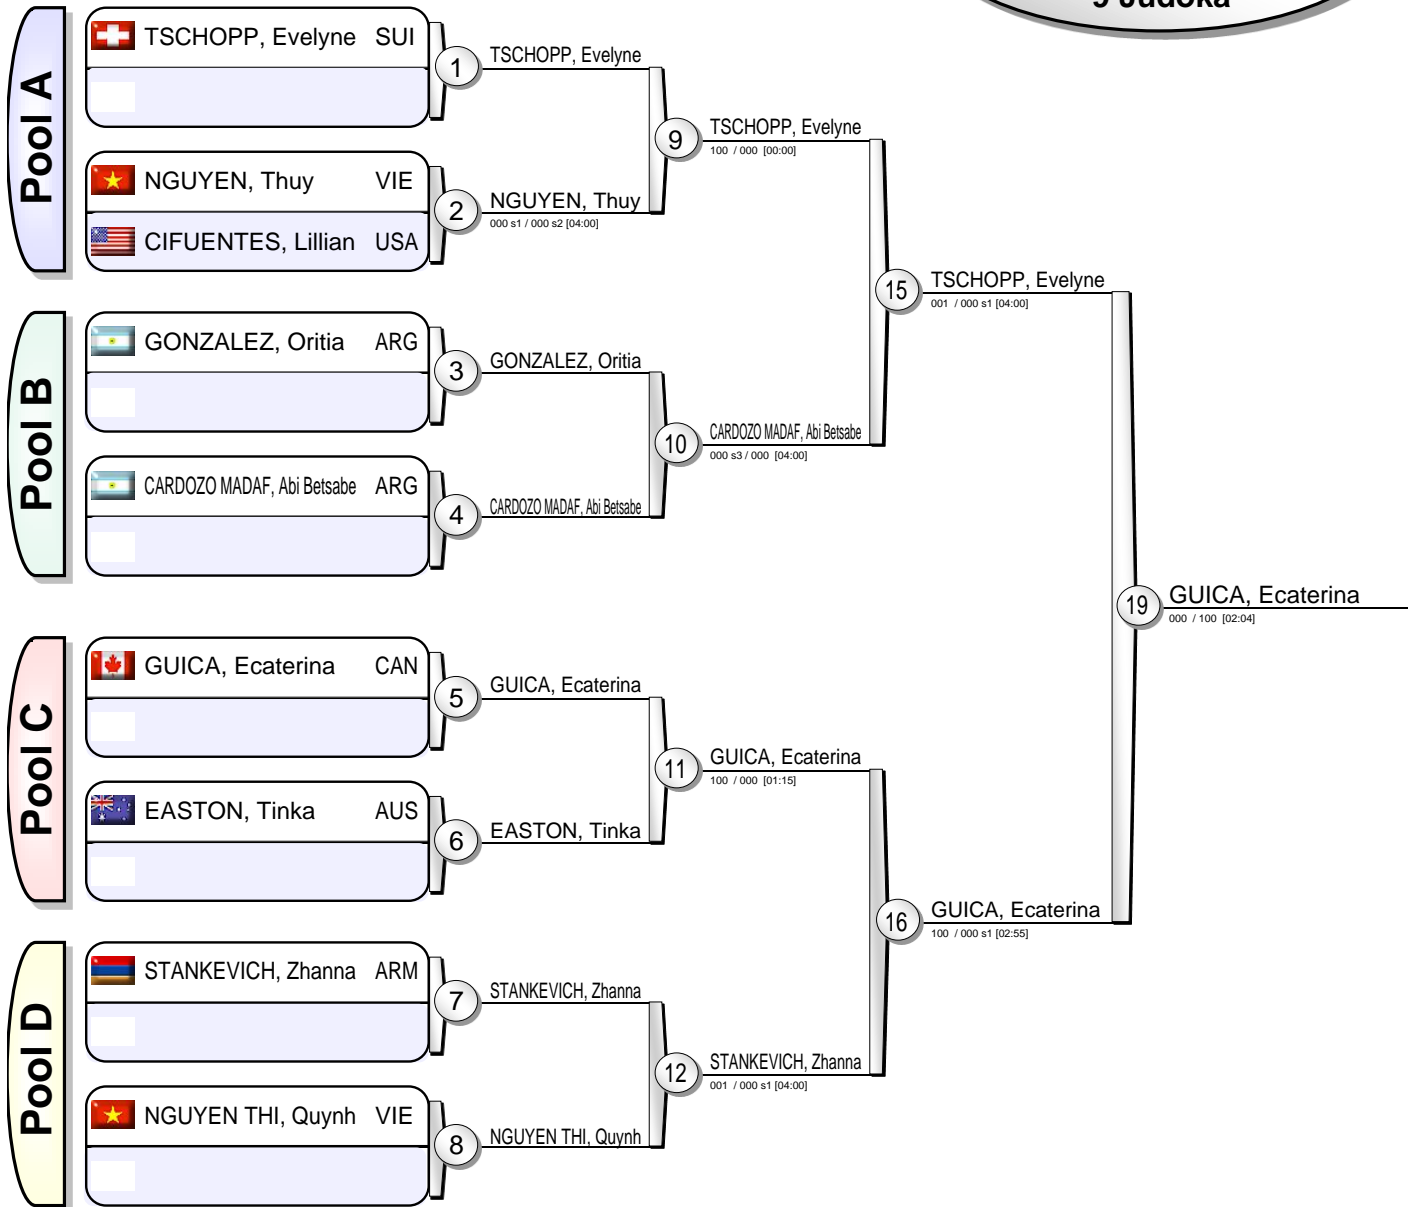 9 Judoka
Pool A
TSCHOPP, Evelyne SUI
1
TSCHOPP, Evelyne
NGUYEN, Thuy VIE
CIFUENTES, Lillian USA
2
NGUYEN, Thuy
000 s1 / 000 s2 [04:00]
9
TSCHOPP, Evelyne
100 / 000 [00:00]
Pool B
GONZALEZ, Oritia ARG
3
GONZALEZ, Oritia
CARDOZO MADAF, Abi Betsabe ARG
4
CARDOZO MADAF, Abi Betsabe
10
CARDOZO MADAF, Abi Betsabe
000 s3 / 000 [04:00]
15
TSCHOPP, Evelyne
001 / 000 s1 [04:00]
Pool C
GUICA, Ecaterina CAN
5
GUICA, Ecaterina
EASTON, Tinka AUS
6
EASTON, Tinka
11
GUICA, Ecaterina
100 / 000 [01:15]
Pool D
STANKEVICH, Zhanna ARM
7
STANKEVICH, Zhanna
NGUYEN THI, Quynh VIE
8
NGUYEN THI, Quynh
12
STANKEVICH, Zhanna
001 / 000 s1 [04:00]
16
GUICA, Ecaterina
100 / 000 s1 [02:55]
19
GUICA, Ecaterina
000 / 100 [02:04]